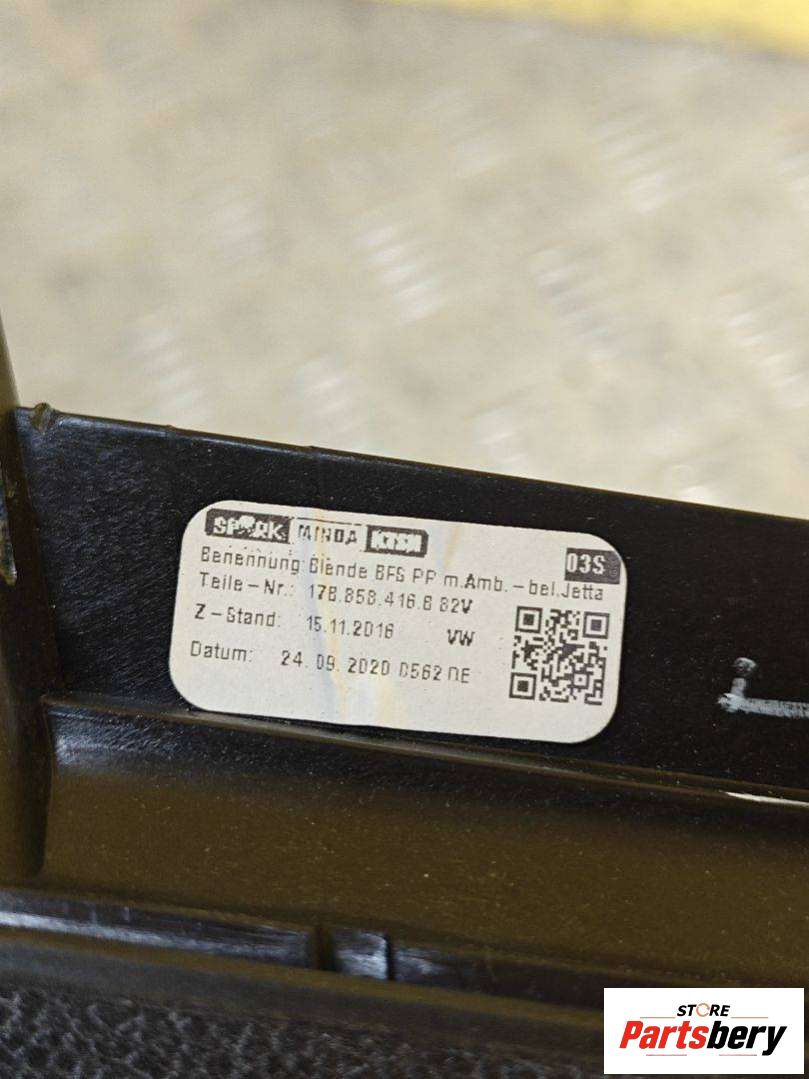 SPARK MINDA KTSN
03S
Benennung: Blende BFS PP m.Amb.-bel.Jetta
Teile-Nr.: 17B.858.416.B 82V
Z-Stand: 15.11.2016 VW
Datum: 24.09.2020 0562 DE
STORE
Partsbery